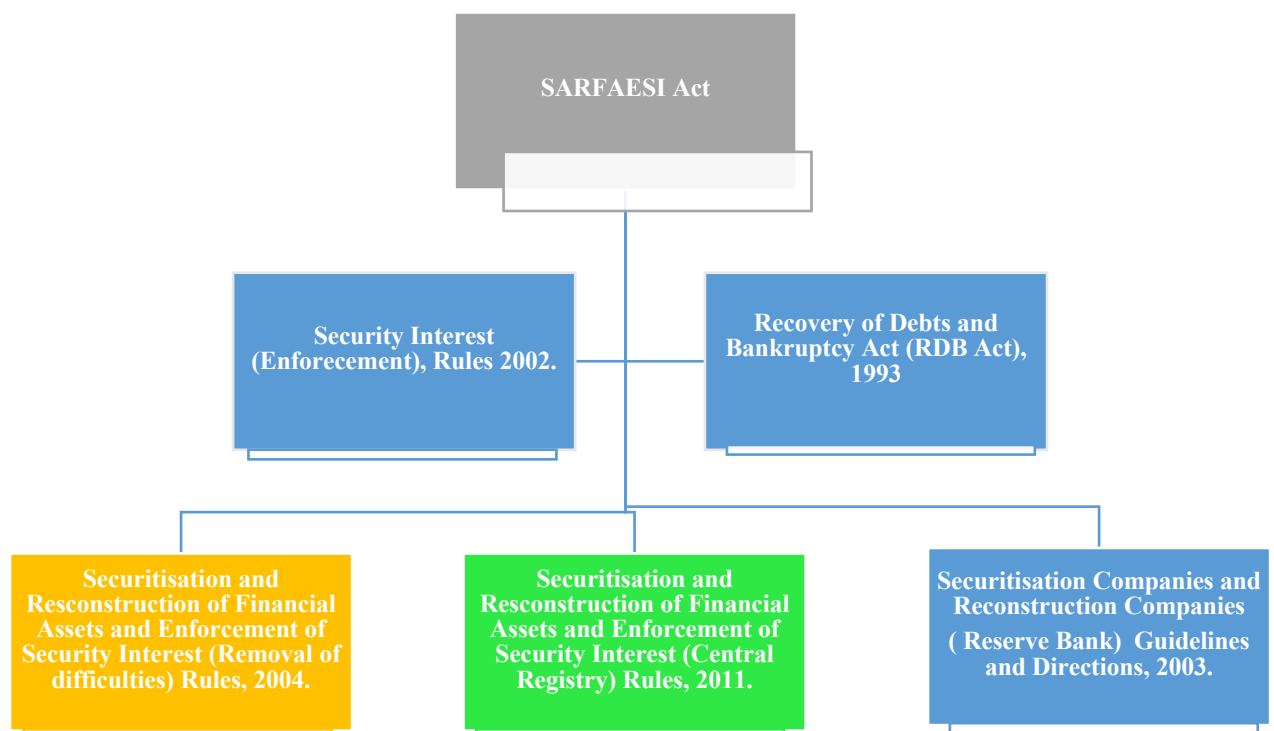 SARFAESI Act
Security Interest
(Enforecement), Rules 2002.
Recovery of Debts and
Bankruptcy Act (RDB Act),
1993
Securitisation and
Resconstruction of Financial
Assets and Enforcement of
Security Interest (Removal of
difficulties) Rules, 2004.
Securitisation and
Resconstruction of Financial
Assets and Enforcement of
Security Interest (Central
Registry) Rules, 2011.
Securitisation Companies and
Reconstruction Companies
( Reserve Bank) Guidelines
and Directions, 2003.